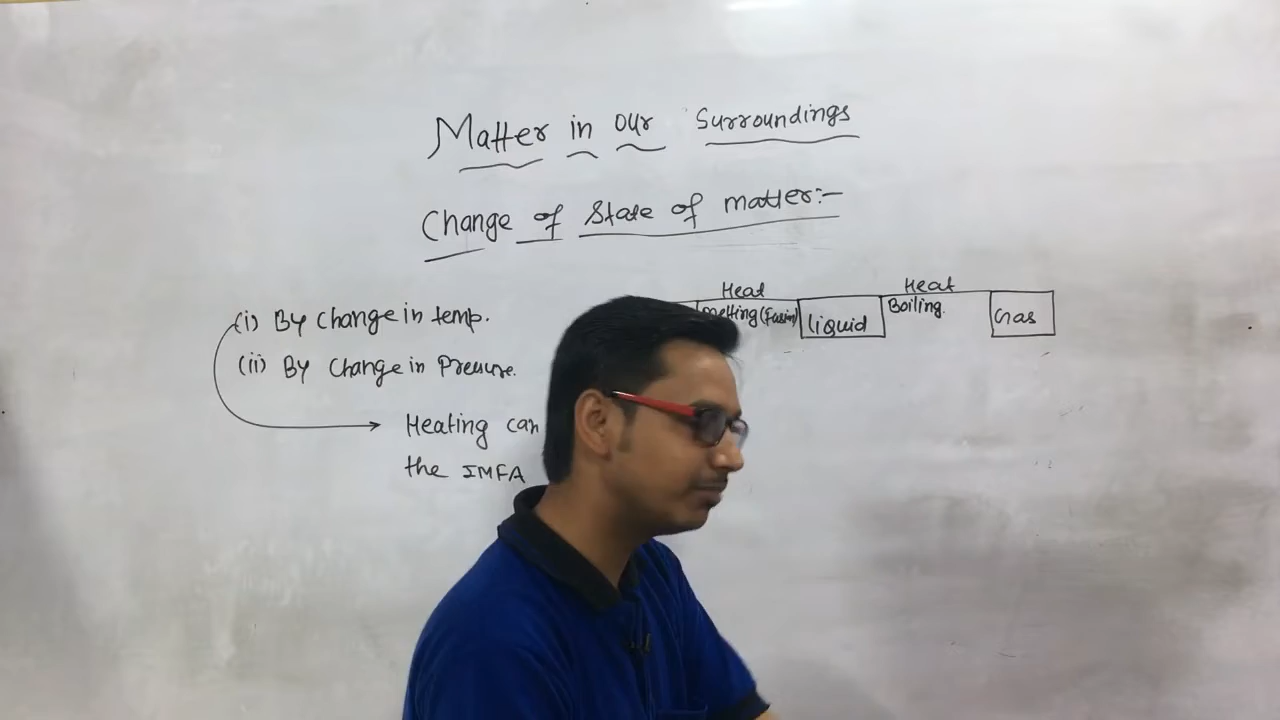 Matter in our Surroundings
Change of State of matter:-
(i) By Change in temp.
(ii) By Change in Pressure.
Heating can
the IMFA
Heat
melting (Fusion)
liquid
Heat
Boiling.
Gas